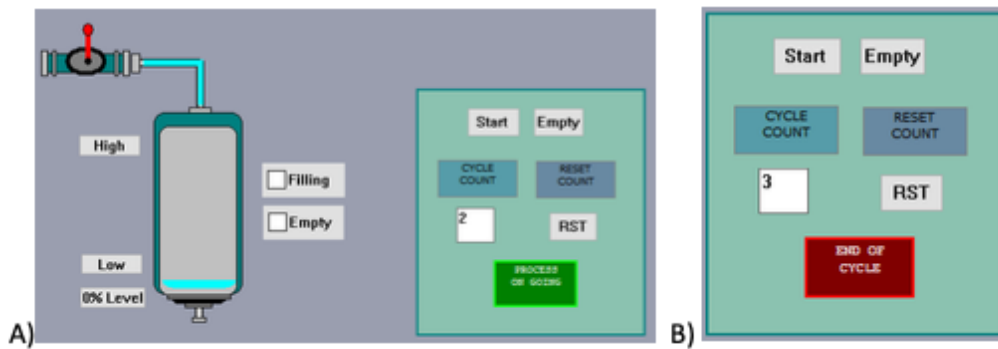 High
Low
0% Level
Filling
Empty
Start Empty
CYCLE
COUNT
RESET
COUNT
2
RST
PROCESS
ON GOING
A)
Start Empty
CYCLE
COUNT
RESET
COUNT
3
RST
END OF
CYCLE
B)